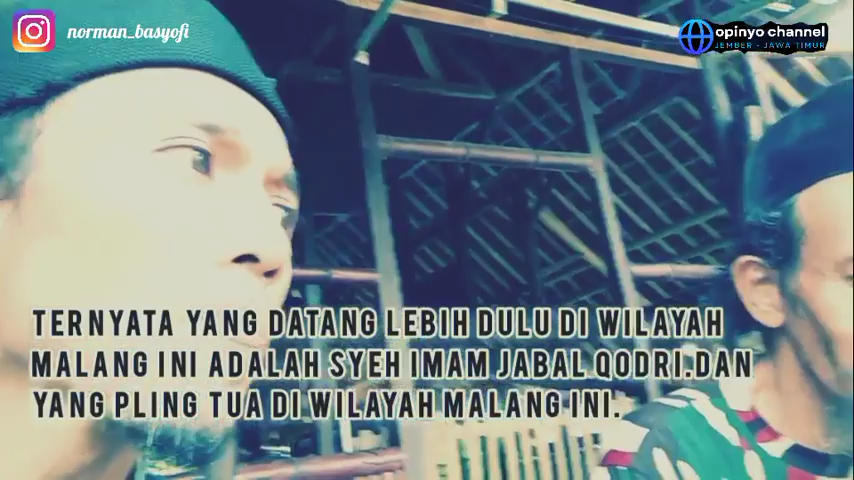 norman_basyofi
opinyo channel
JEMBER - JAWA TIMUR
TERNYATA YANG DATANG LEBIH DULU DI WILAYAH
MALANG INI ADALAH SYEH IMAM JABAL QODRI.DAN
YANG PLING TUA DI WILAYAH MALANG INI.